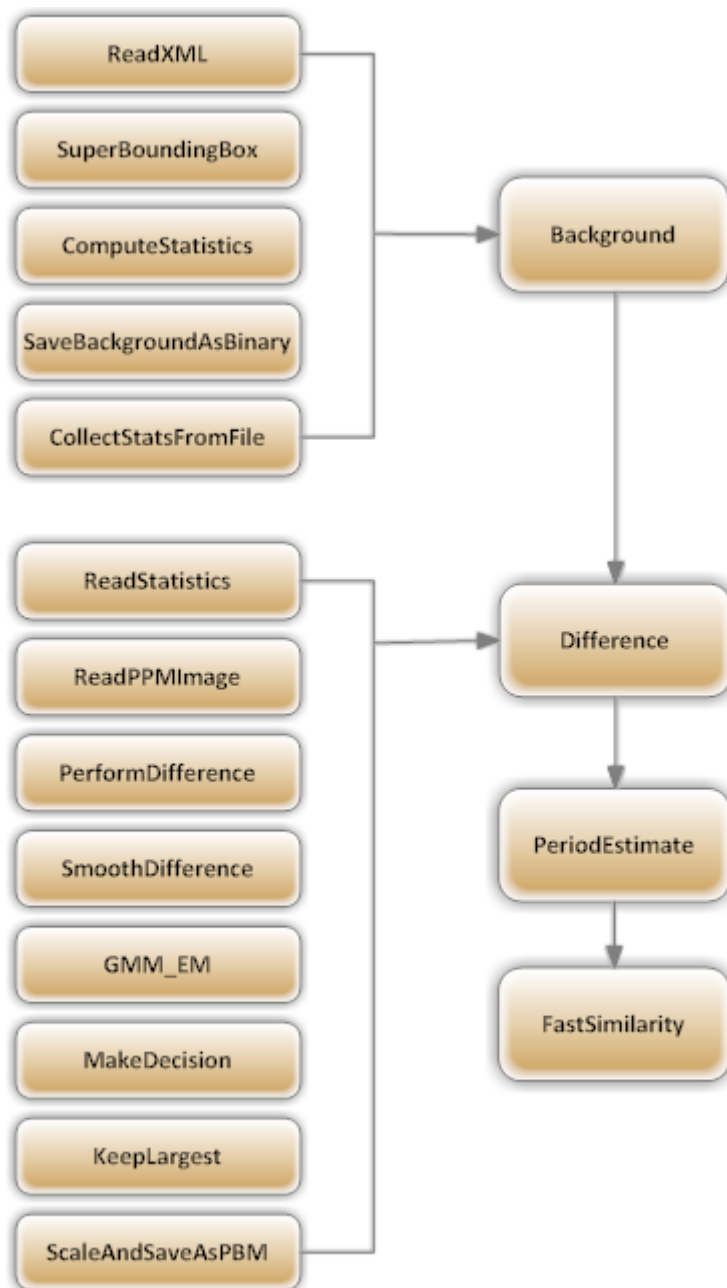 ReadXML
SuperBoundingBox
ComputeStatistics
SaveBackgroundAsBinary
CollectStatsFromFile
Background
ReadStatistics
ReadPPMImage
PerformDifference
SmoothDifference
GMM_EM
MakeDecision
KeepLargest
ScaleAndSaveAsPBM
Difference
PeriodEstimate
FastSimilarity